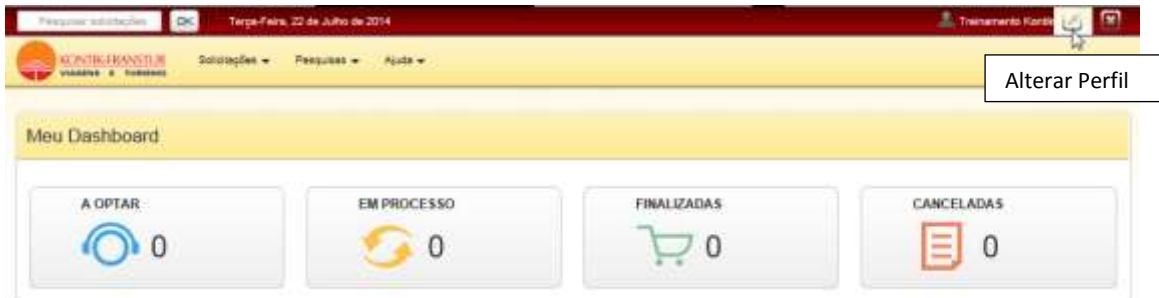 Pesquisar solicitações OK Terça-Feira, 22 de Julho de 2014 Treinamento Kontik
KONTIK-FRANSTUR
VIAGENS E TURISMO
Solicitações Pesquisas Ajuda
Alterar Perfil
Meu Dashboard
A OPTAR EM PROCESSO FINALIZADAS CANCELADAS
0 0 0 0